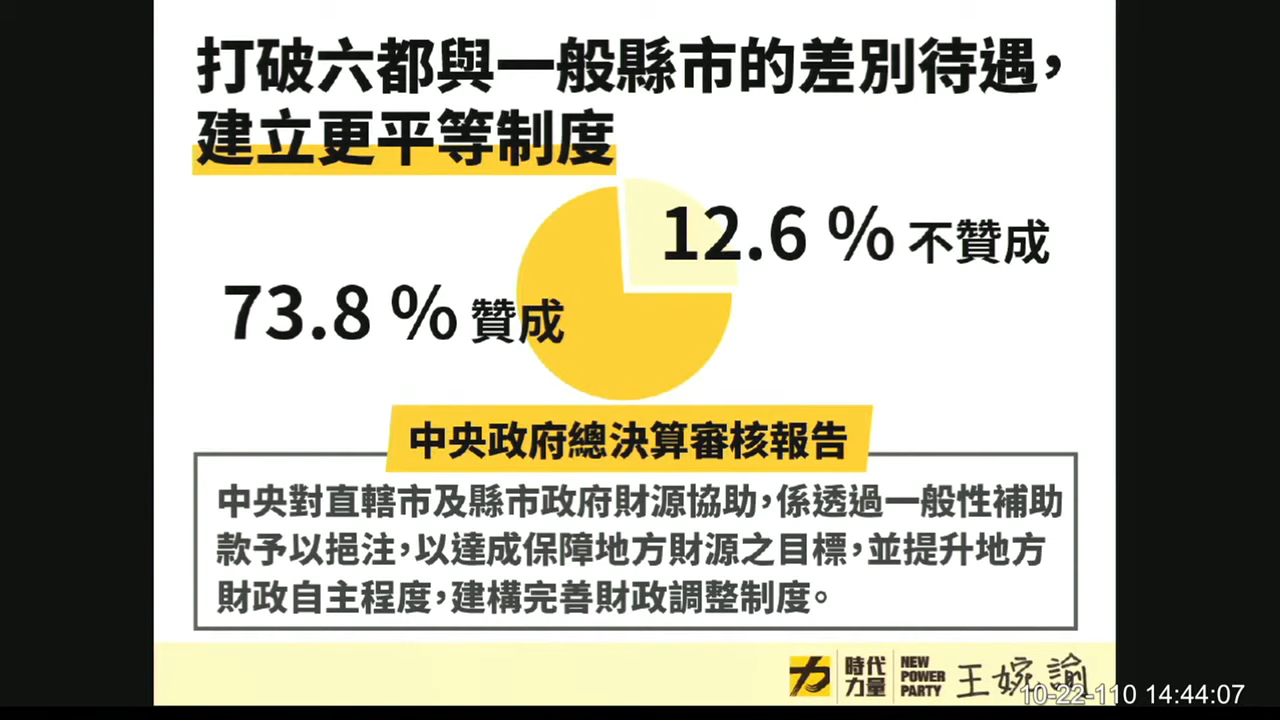 打破六都與一般縣市的差別待遇，
建立更平等制度
12.6 % 不贊成
73.8 % 贊成
中央政府總決算審核報告
中央對直轄市及縣市政府財源協助，係透過一般性補助
款予以挹注，以達成保障地方財源之目標，並提升地方
財政自主程度，建構完善財政調整制度。
時代
力量
NEW
POWER
PARTY
王婉諭
10-22-110 14:44:07